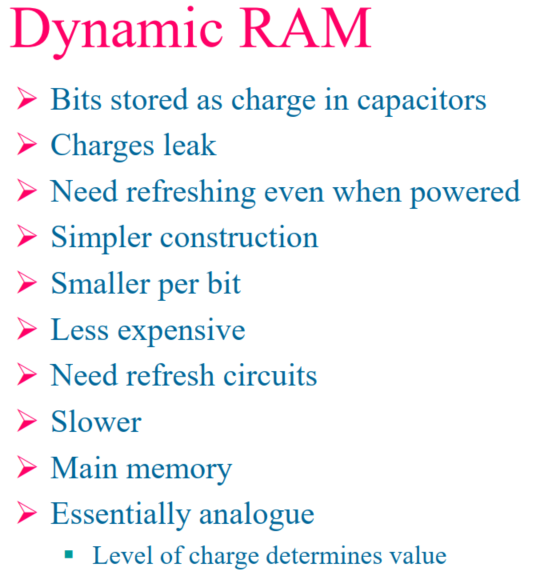 Dynamic RAM
Bits stored as charge in capacitors
Charges leak
Need refreshing even when powered
Simpler construction
Smaller per bit
Less expensive
Need refresh circuits
Slower
Main memory
Essentially analogue
Level of charge determines value